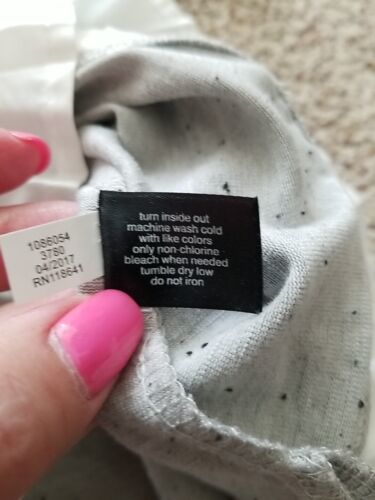 1086054
3780
04/2017
RN118641
turn inside out
machine wash cold
with like colors
only non-chlorine
bleach when needed
tumble dry low
do not iron